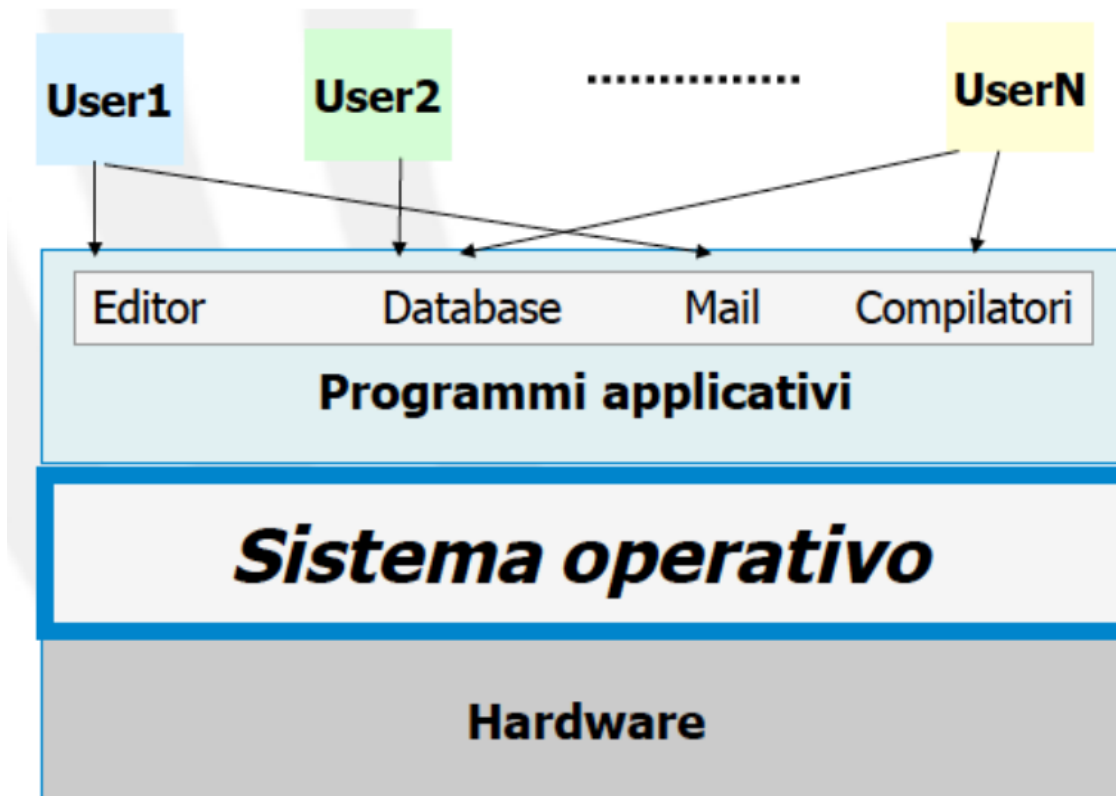 User1
User2
UserN
Editor
Database
Mail
Compilatori
Programmi applicativi
Sistema operativo
Hardware